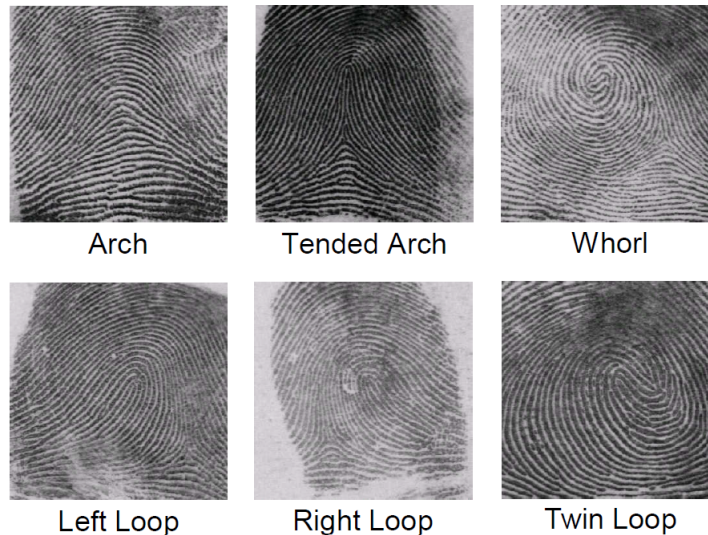 Arch
Tended Arch
Whorl
Left Loop
Right Loop
Twin Loop